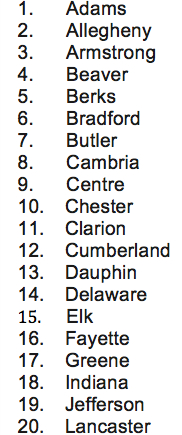 1. Adams
2. Allegheny
3. Armstrong
4. Beaver
5. Berks
6. Bradford
7. Butler
8. Cambria
9. Centre
10. Chester
11. Clarion
12. Cumberland
13. Dauphin
14. Delaware
15. Elk
16. Fayette
17. Greene
18. Indiana
19. Jefferson
20. Lancaster